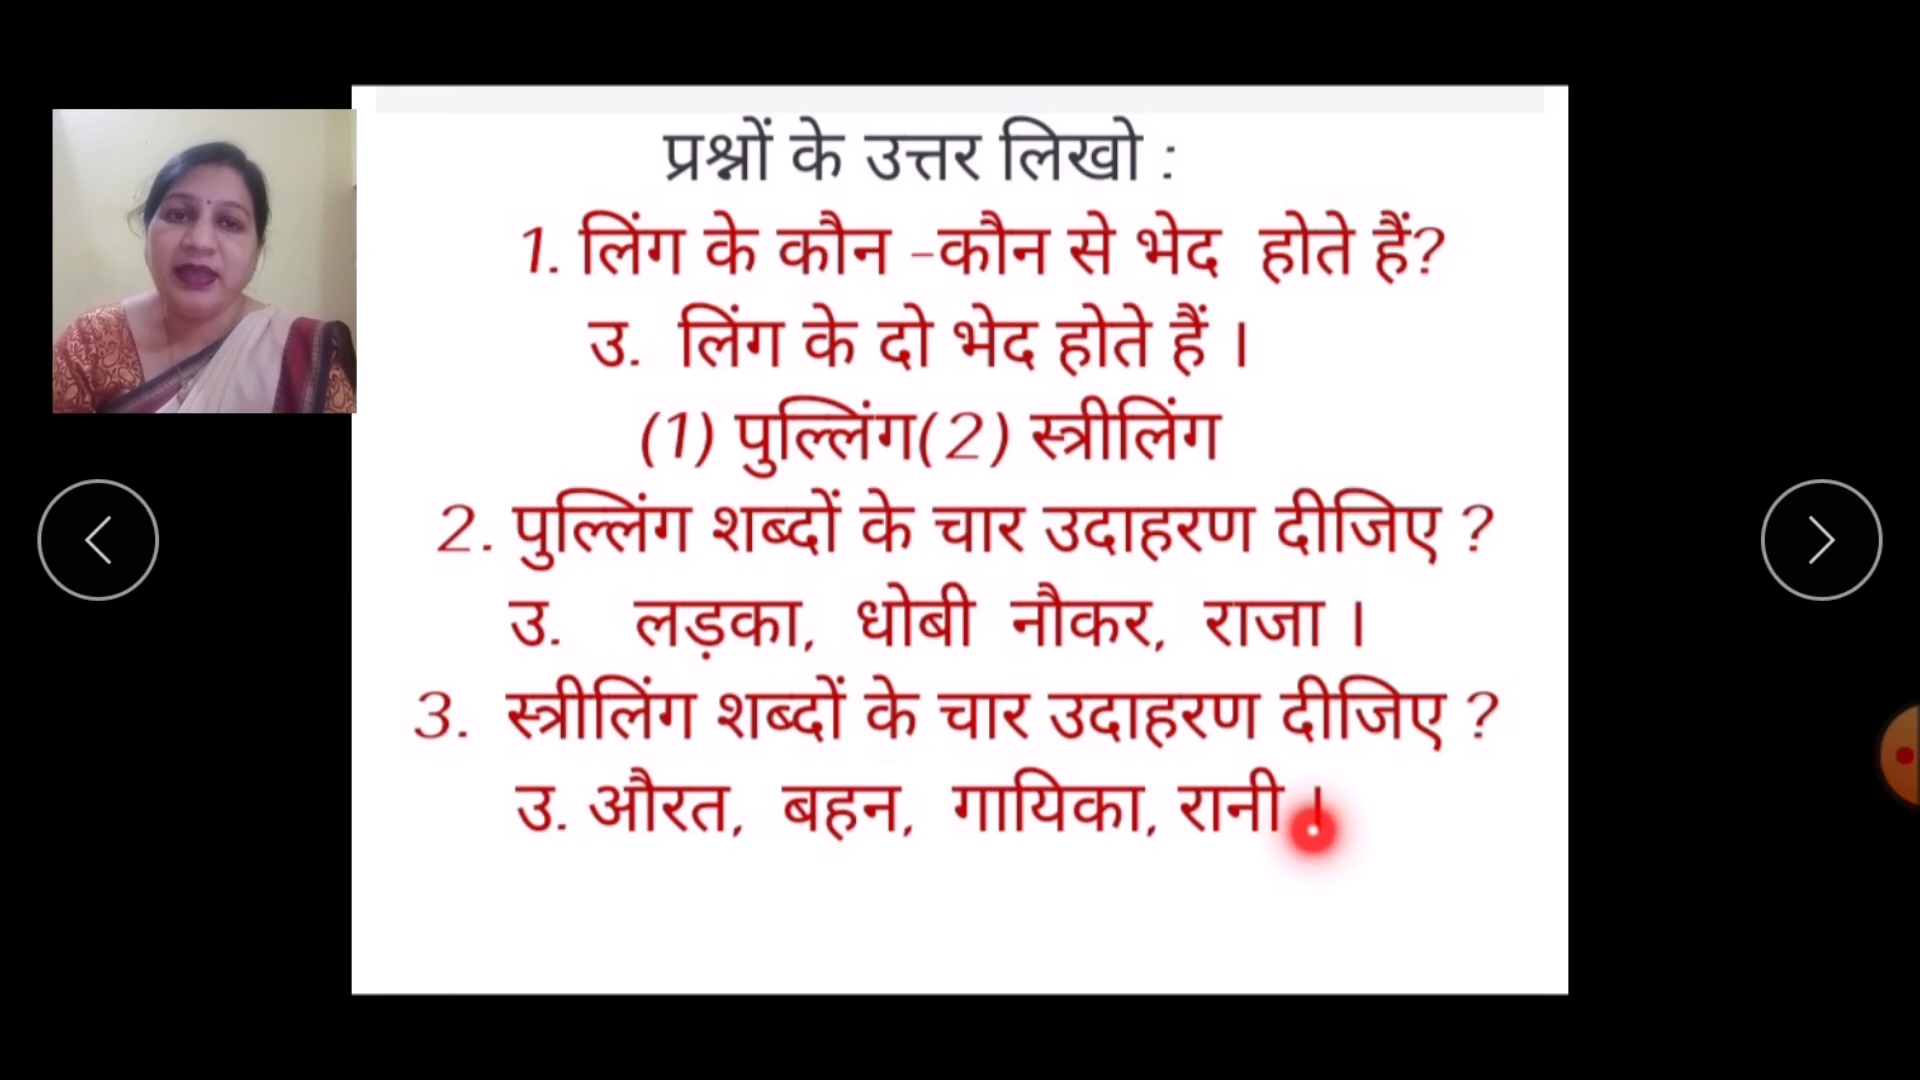 प्रश्नों के उत्तर लिखो :
1. लिंग के कौन -कौन से भेद होते हैं?
उ. लिंग के दो भेद होते हैं ।
(1) पुल्लिंग(2) स्त्रीलिंग
2. पुल्लिंग शब्दों के चार उदाहरण दीजिए ?
उ. लड़का, धोबी नौकर, राजा ।
3. स्त्रीलिंग शब्दों के चार उदाहरण दीजिए ?
उ. औरत, बहन, गायिका, रानी ।